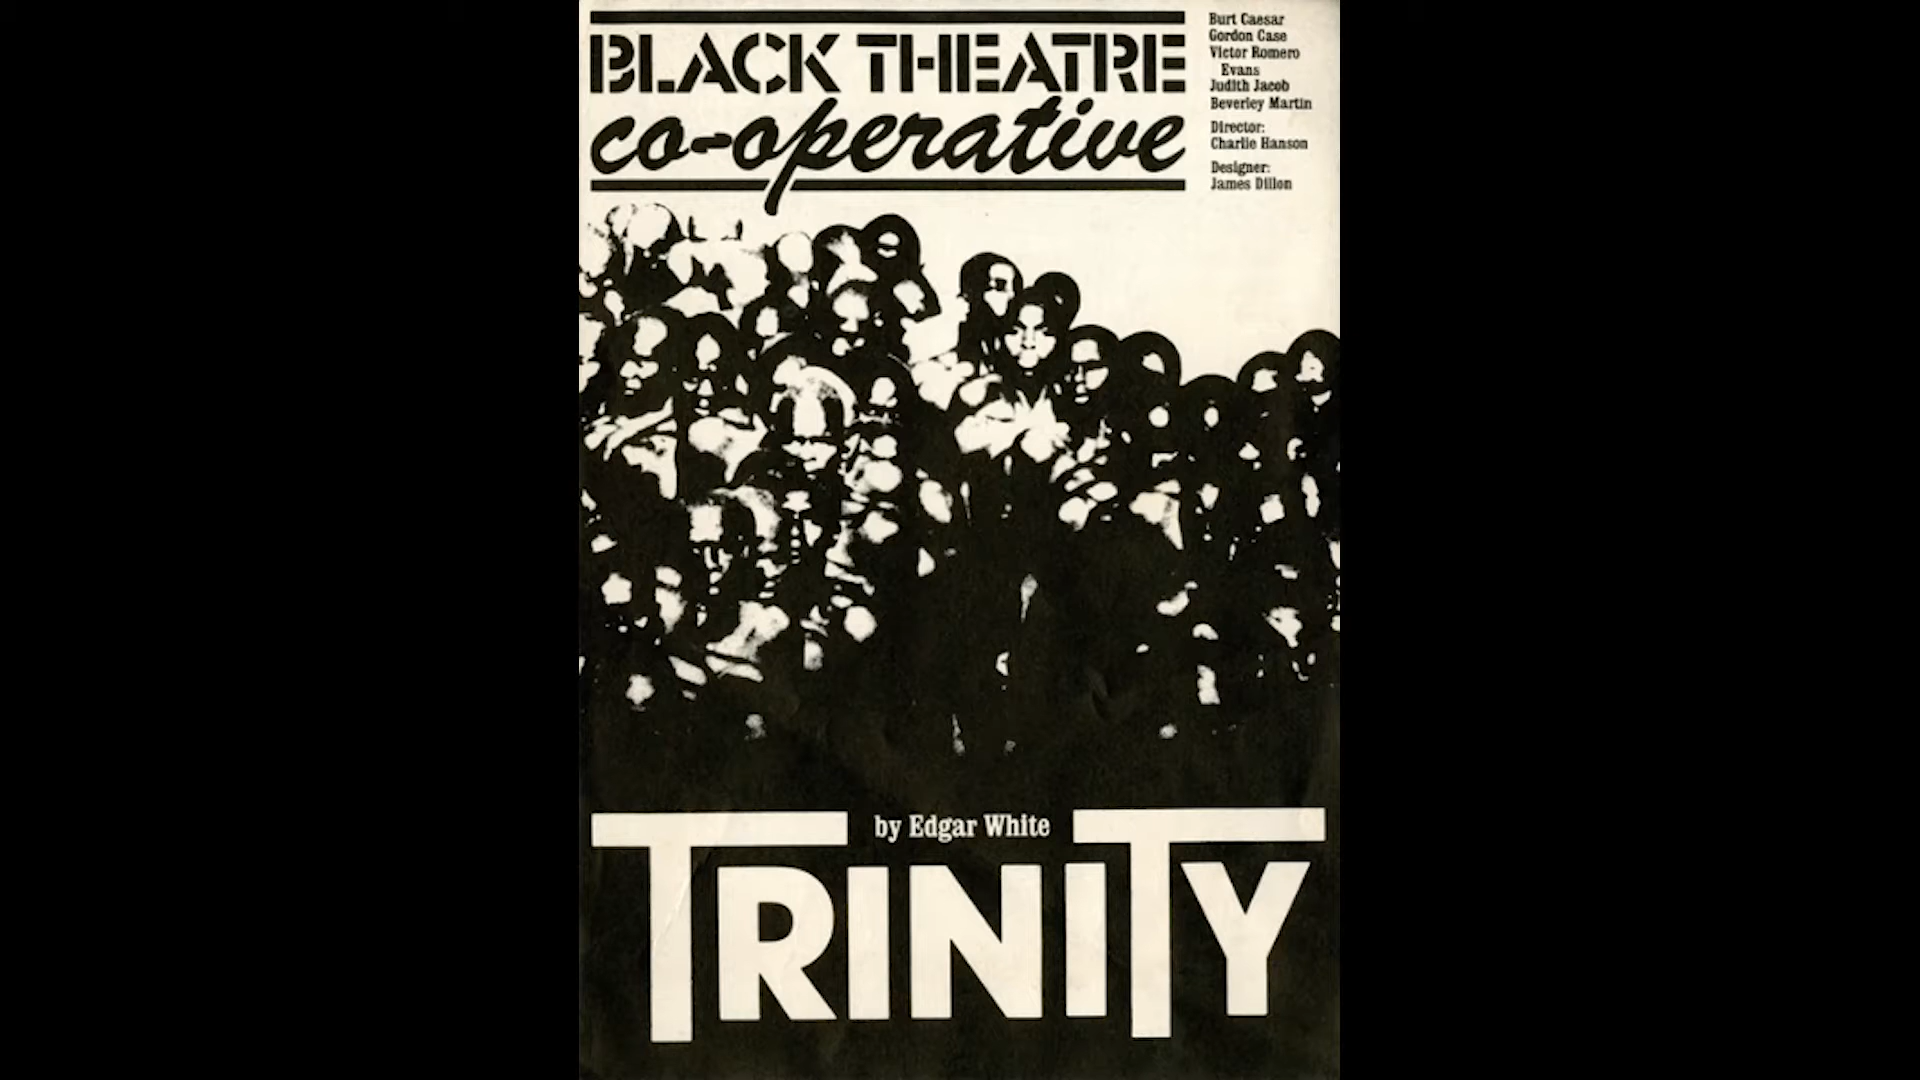 BLACK THEATRE
co-operative
Burt Caesar
Gordon Case
Victor Romero
Evans
Judith Jacob
Beverley Martin
Director:
Charlie Hanson
Designer:
James Dillon
by Edgar White
TRINITY